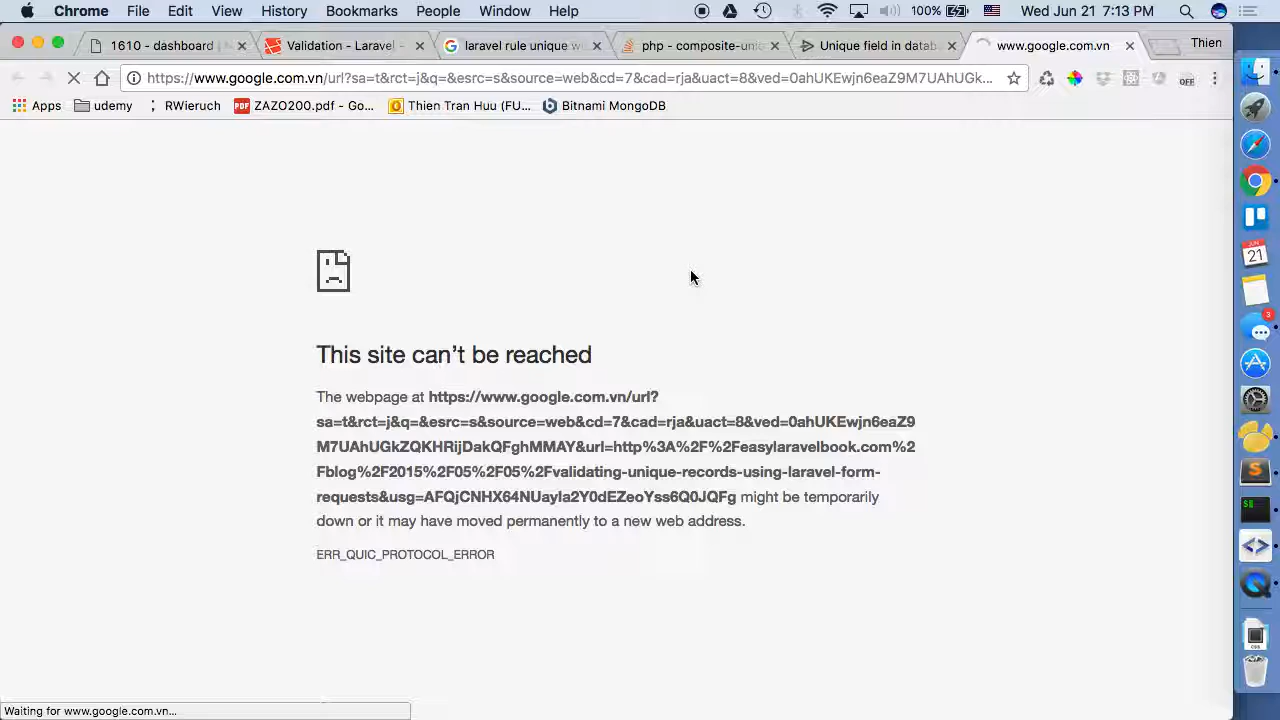 Chrome File Edit View History Bookmarks People Window Help 100% Wed Jun 21 7:13 PM
1610 - dashboard Validation - Laravel - laravel rule unique w php - composite-uni Unique field in datab www.google.com.vn Thien
https://www.google.com.vn/url?sa=t&rct=j&q=&esrc=s&source=web&cd=7&cad=rja&uact=8&ved=0ahUKEwjn6eaZ9M7UAhUGk... OFF
Apps udemy RWieruch PDF ZAZO200.pdf - Go... Thien Tran Huu (FU... Bitnami MongoDB
JUN
21
3
This site can't be reached
The webpage at https://www.google.com.vn/url?
sa=t&rct=j&q=&esrc=s&source=web&cd=7&cad=rja&uact=8&ved=0ahUKEwjn6eaZ9
M7UAhUGkZQKHRijDakQFghMMAY&url=http%3A%2F%2Feasylaravelbook.com%2
Fblog%2F2015%2F05%2F05%2Fvalidating-unique-records-using-laravel-form-
requests&usg=AFQjCNHX64NUayla2Y0dEZeoYss6Q0JQFg might be temporarily
down or it may have moved permanently to a new web address.
ERR_QUIC_PROTOCOL_ERROR
CSS
Waiting for www.google.com.vn...